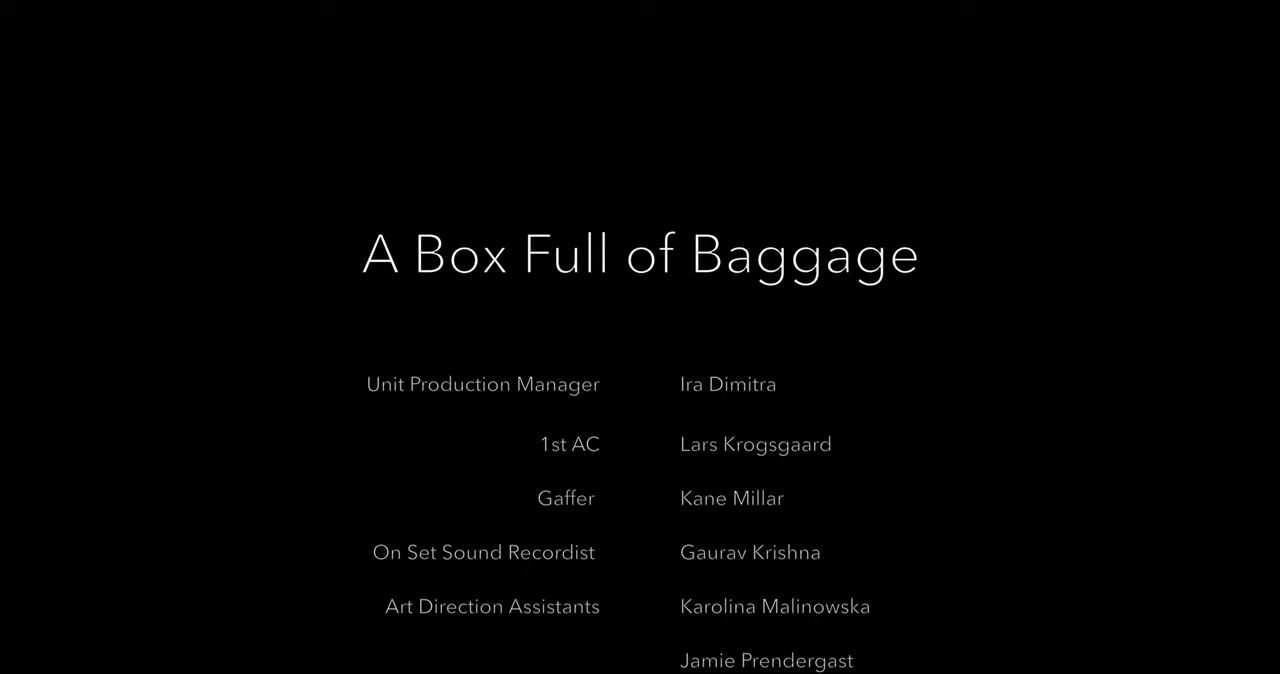 A Box Full of Baggage
Unit Production Manager Ira Dimitra
1st AC Lars Krogsgaard
Gaffer Kane Millar
On Set Sound Recordist Gaurav Krishna
Art Direction Assistants Karolina Malinowska
Jamie Prendergast